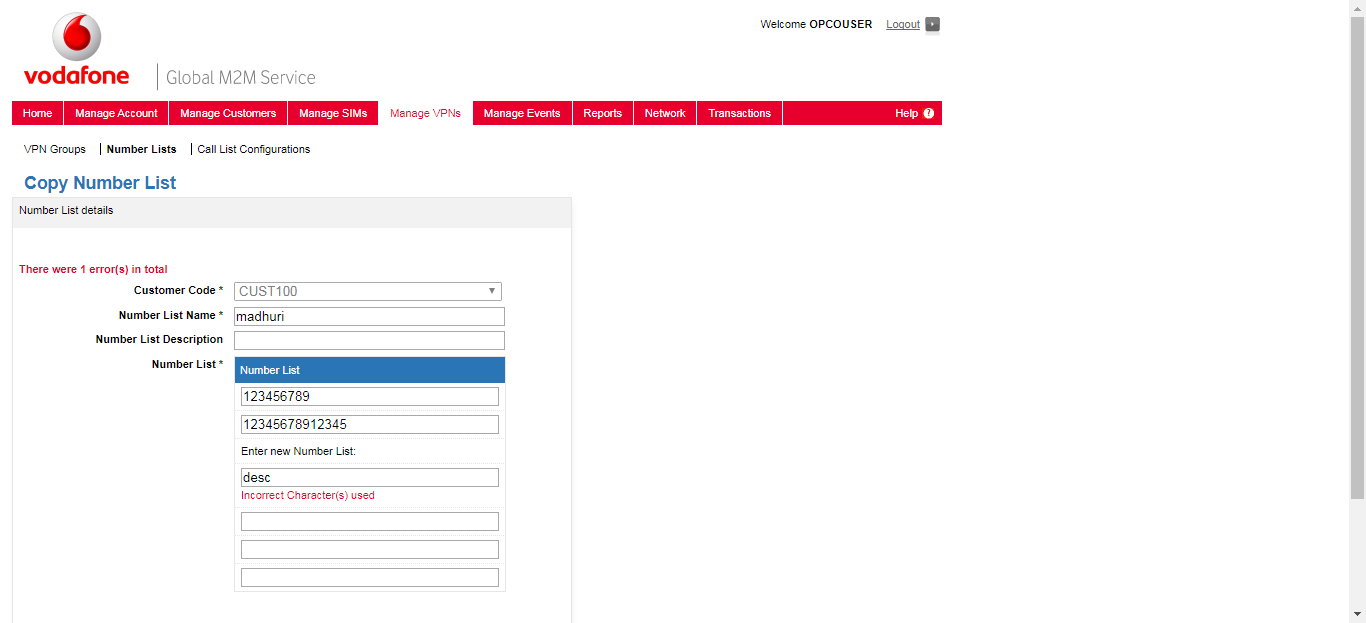 Welcome OPCOUSER Logout
vodafone Global M2M Service
Home Manage Account Manage Customers Manage SIMs Manage VPNs Manage Events Reports Network Transactions Help ?
VPN Groups Number Lists Call List Configurations
Copy Number List
Number List details
There were 1 error(s) in total
Customer Code * CUST100
Number List Name * madhuri
Number List Description
Number List * Number List
123456789
12345678912345
Enter new Number List:
desc
Incorrect Character(s) used